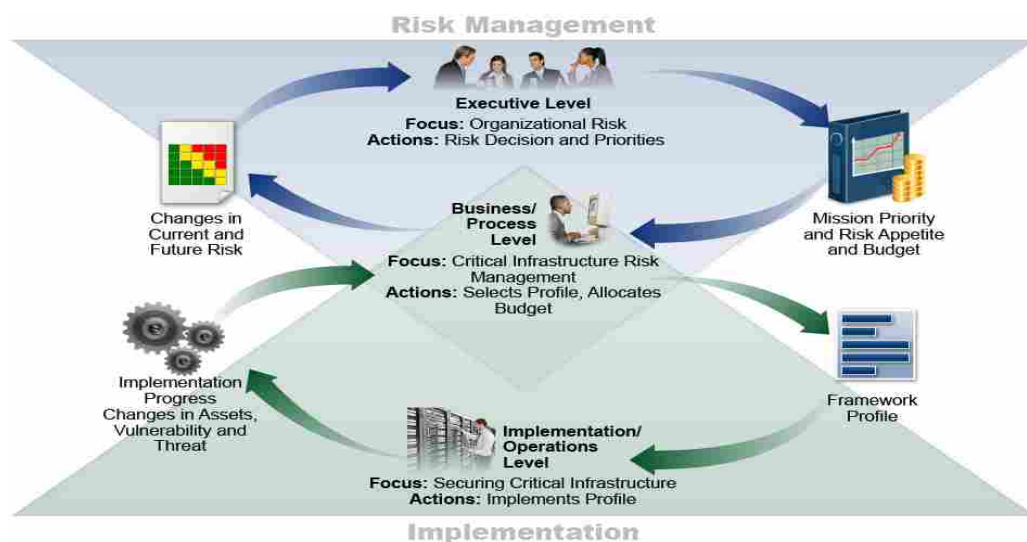 Risk Management
Executive Level
Focus: Organizational Risk
Actions: Risk Decision and Priorities
Changes in
Current and
Future Risk
Business/
Process
Level
Focus: Critical Infrastructure Risk
Management
Actions: Selects Profile, Allocates
Budget
Mission Priority
and Risk Appetite
and Budget
Implementation
Progress
Changes in Assets,
Vulnerability and
Threat
Framework
Profile
Implementation/
Operations
Level
Focus: Securing Critical Infrastructure
Actions: Implements Profile
Implementation